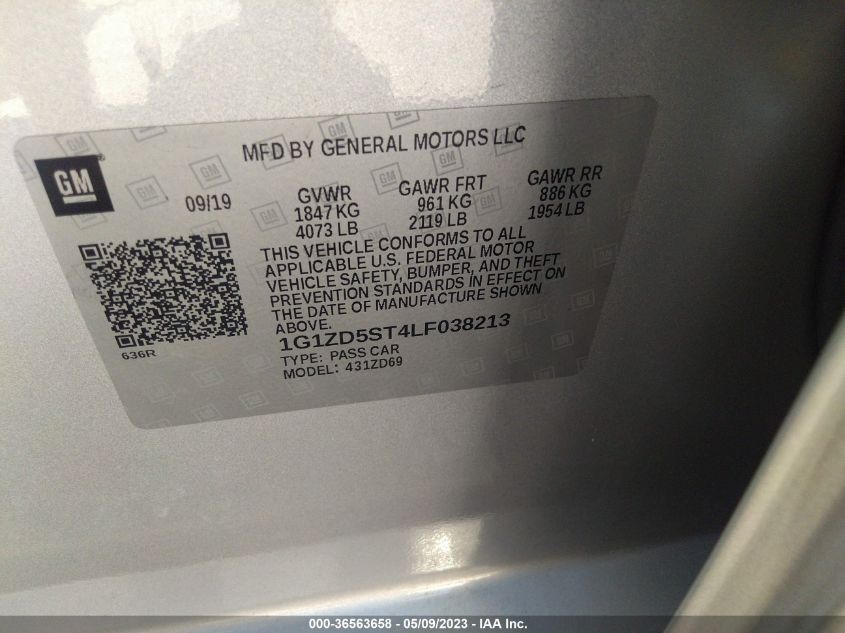 MFD BY GENERAL MOTORS LLC
GM
09/19
GVWR
1847 KG
4073 LB
GAWR FRT
961 KG
2119 LB
GAWR RR
886 KG
1954 LB
THIS VEHICLE CONFORMS TO ALL
APPLICABLE U.S. FEDERAL MOTOR
VEHICLE SAFETY, BUMPER, AND THEFT
PREVENTION STANDARDS IN EFFECT ON
THE DATE OF MANUFACTURE SHOWN
ABOVE.
1G1ZD5ST4LF038213
TYPE: PASS CAR
MODEL: 431ZD69
636R
000-36563658 - 05/09/2023 - IAA Inc.